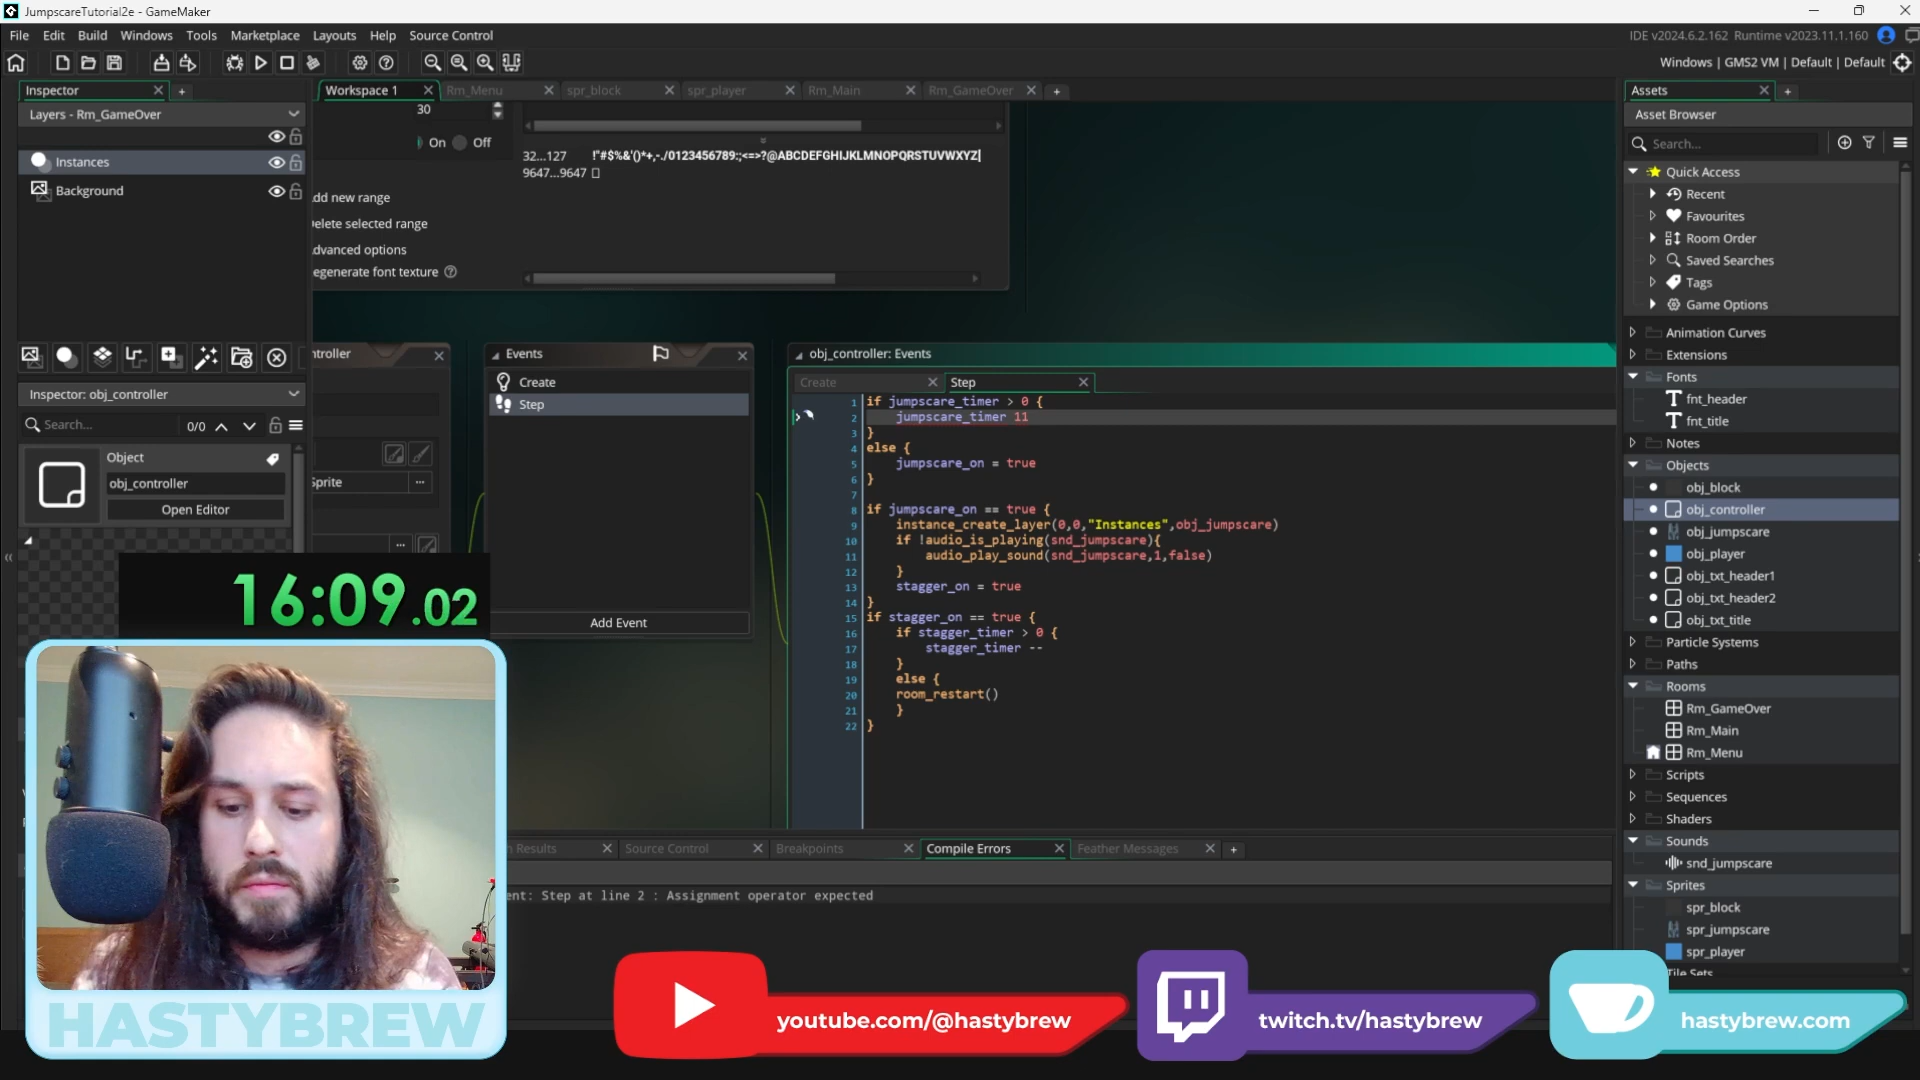 JumpscareTutorial2e - GameMaker
File Edit Build Windows Tools Marketplace Layouts Help Source Control
IDE v2024.6.2.162 Runtime v2023.11.1.160
Windows | GMS2 VM | Default | Default
Inspector
Layers - Rm_GameOver
Instances
Background
Inspector: obj_controller
Search...
0/0
Object
obj_controller
Open Editor
Workspace 1
Rm_Menu
spr_block
spr_player
Rm_Main
Rm_GameOver
30
On
Off
32...127 !"#$%&'()*+,-./0123456789:;<=>?@ABCDEFGHIJKLMNOPQRSTUVWXYZ[
9647...9647 ▯
dd new range
elete selected range
dvanced options
egenerate font texture
ntroller
Sprite
Events
Create
Step
Add Event
obj_controller: Events
Create
Step
1 if jumpscare_timer > 0 {
2 jumpscare_timer 11
3 }
4 else {
5 jumpscare_on = true
6 }
7
8 if jumpscare_on == true {
9 instance_create_layer(0,0,"Instances",obj_jumpscare)
10 if !audio_is_playing(snd_jumpscare){
11 audio_play_sound(snd_jumpscare,1,false)
12 }
13 stagger_on = true
14 }
15 if stagger_on == true {
16 if stagger_timer > 0 {
17 stagger_timer --
18 }
19 else {
20 room_restart()
21 }
22 }
h Results
Source Control
Breakpoints
Compile Errors
Feather Messages
ent: Step at line 2 : Assignment operator expected
Assets
Asset Browser
Search...
Quick Access
Recent
Favourites
Room Order
Saved Searches
Tags
Game Options
Animation Curves
Extensions
Fonts
fnt_header
fnt_title
Notes
Objects
obj_block
obj_controller
obj_jumpscare
obj_player
obj_txt_header1
obj_txt_header2
obj_txt_title
Particle Systems
Paths
Rooms
Rm_GameOver
Rm_Main
Rm_Menu
Scripts
Sequences
Shaders
Sounds
snd_jumpscare
Sprites
spr_block
spr_jumpscare
spr_player
Tile Sets
16:09.02
HASTYBREW
youtube.com/@hastybrew
twitch.tv/hastybrew
hastybrew.com